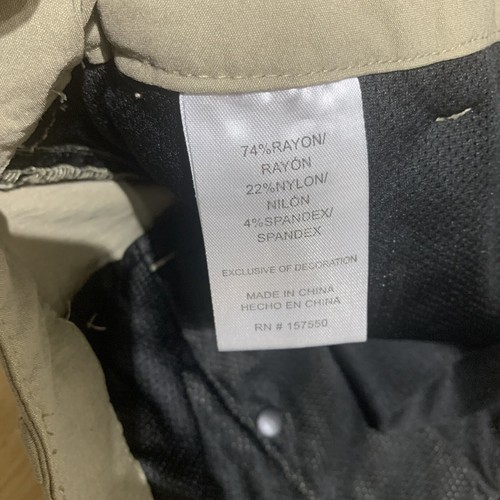 74%RAYON/
RAYÓN
22%NYLON/
NILÓN
4%SPANDEX/
SPANDEX
EXCLUSIVE OF DECORATION
MADE IN CHINA
HECHO EN CHINA
RN # 157550